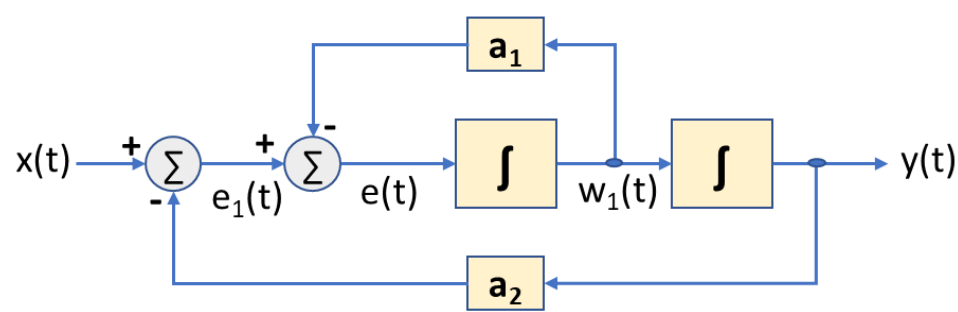 a₁
-
+ +
x(t) ∑ ∑ ∫ ∫ y(t)
- e₁(t) e(t) w₁(t)
a₂